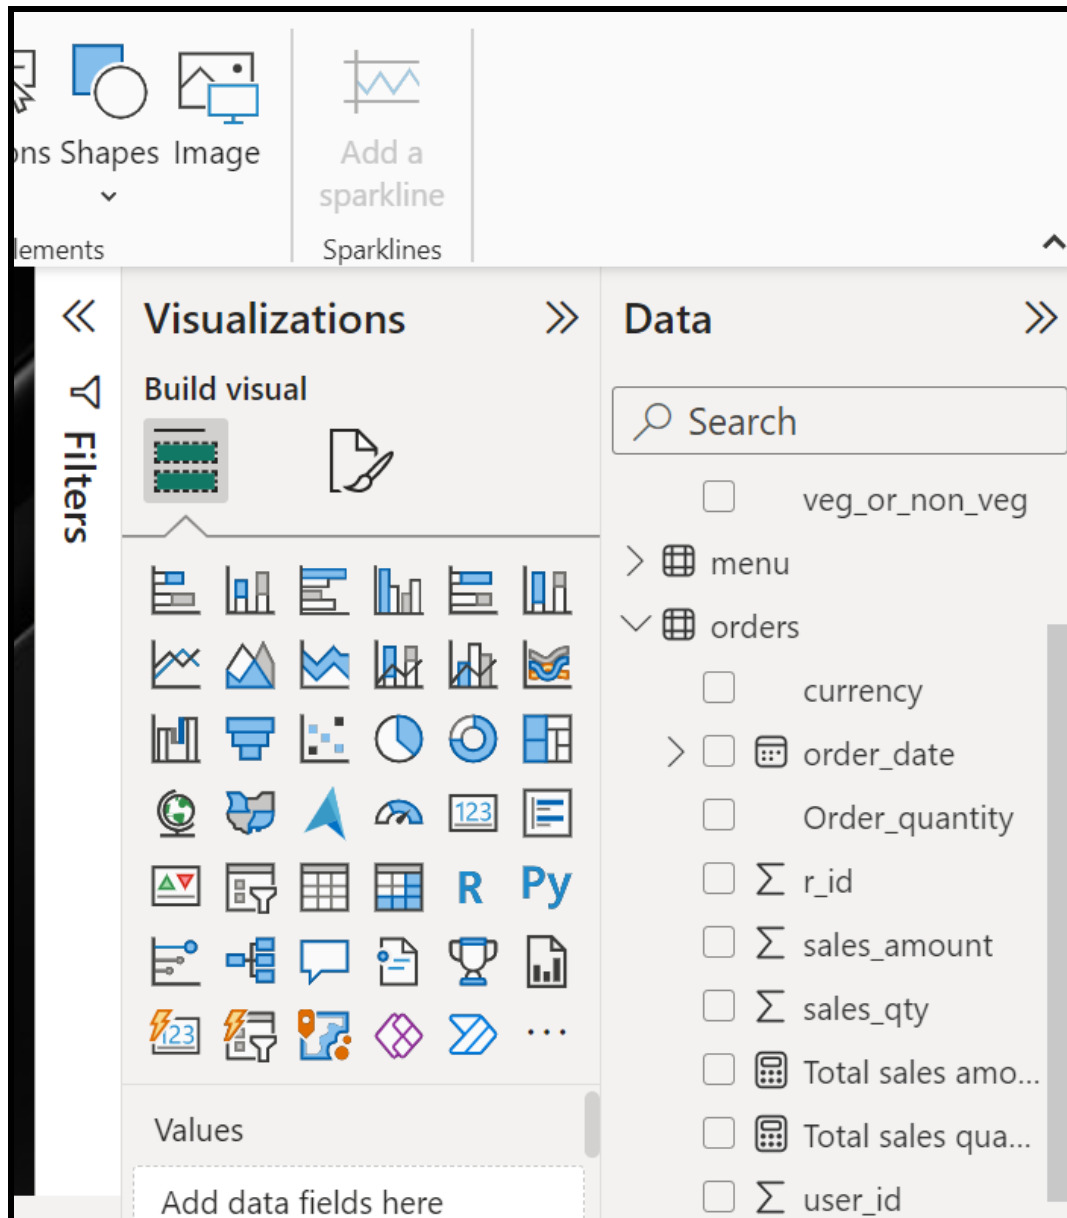 ons Shapes Image
Add a
sparkline
lements
Sparklines
Filters
Visualizations
Build visual
123
R
Py
123
Values
Add data fields here
Data
Search
veg_or_non_veg
menu
orders
currency
order_date
Order_quantity
Σ r_id
Σ sales_amount
Σ sales_qty
Total sales amo...
Total sales qua...
Σ user_id